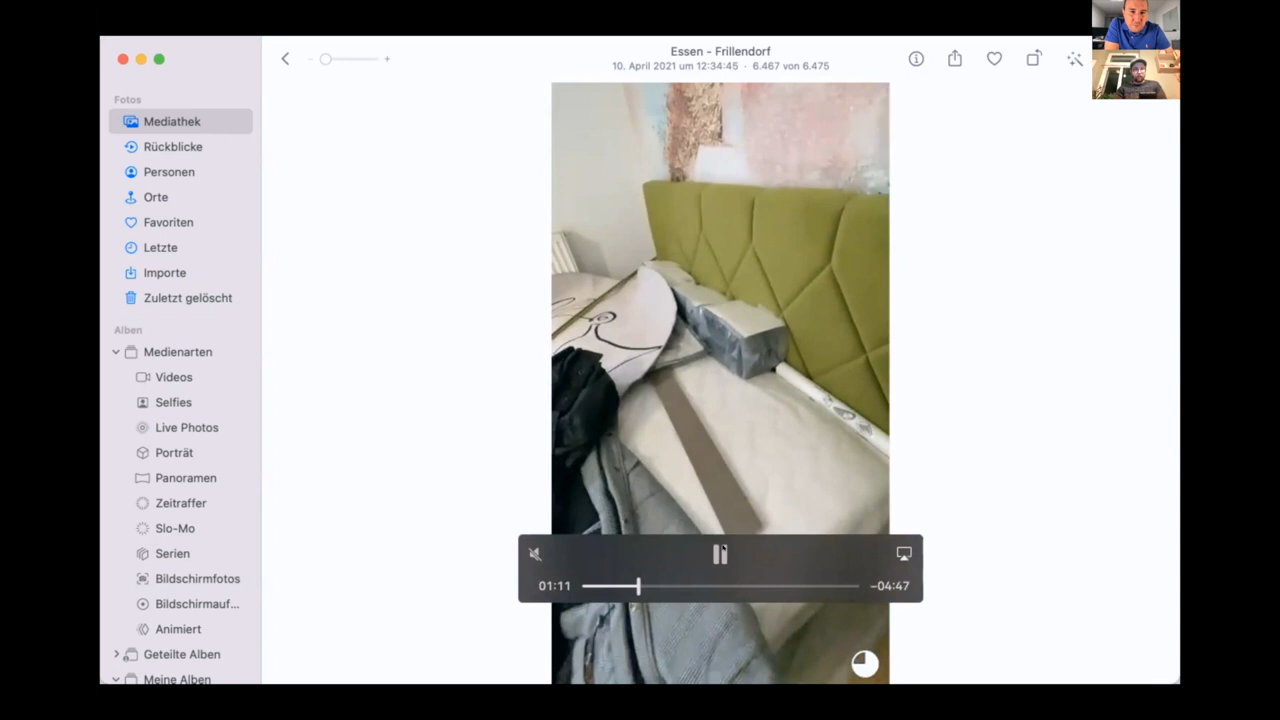 Essen - Frillendorf
10. April 2021 um 12:34:45 · 6.467 von 6.475
Fotos
Mediathek
Rückblicke
Personen
Orte
Favoriten
Letzte
Importe
Zuletzt gelöscht
Alben
Medienarten
Videos
Selfies
Live Photos
Porträt
Panoramen
Zeitraffer
Slo-Mo
Serien
Bildschirmfotos
Bildschirmauf...
Animiert
Geteilte Alben
Meine Alben
01:11
−04:47